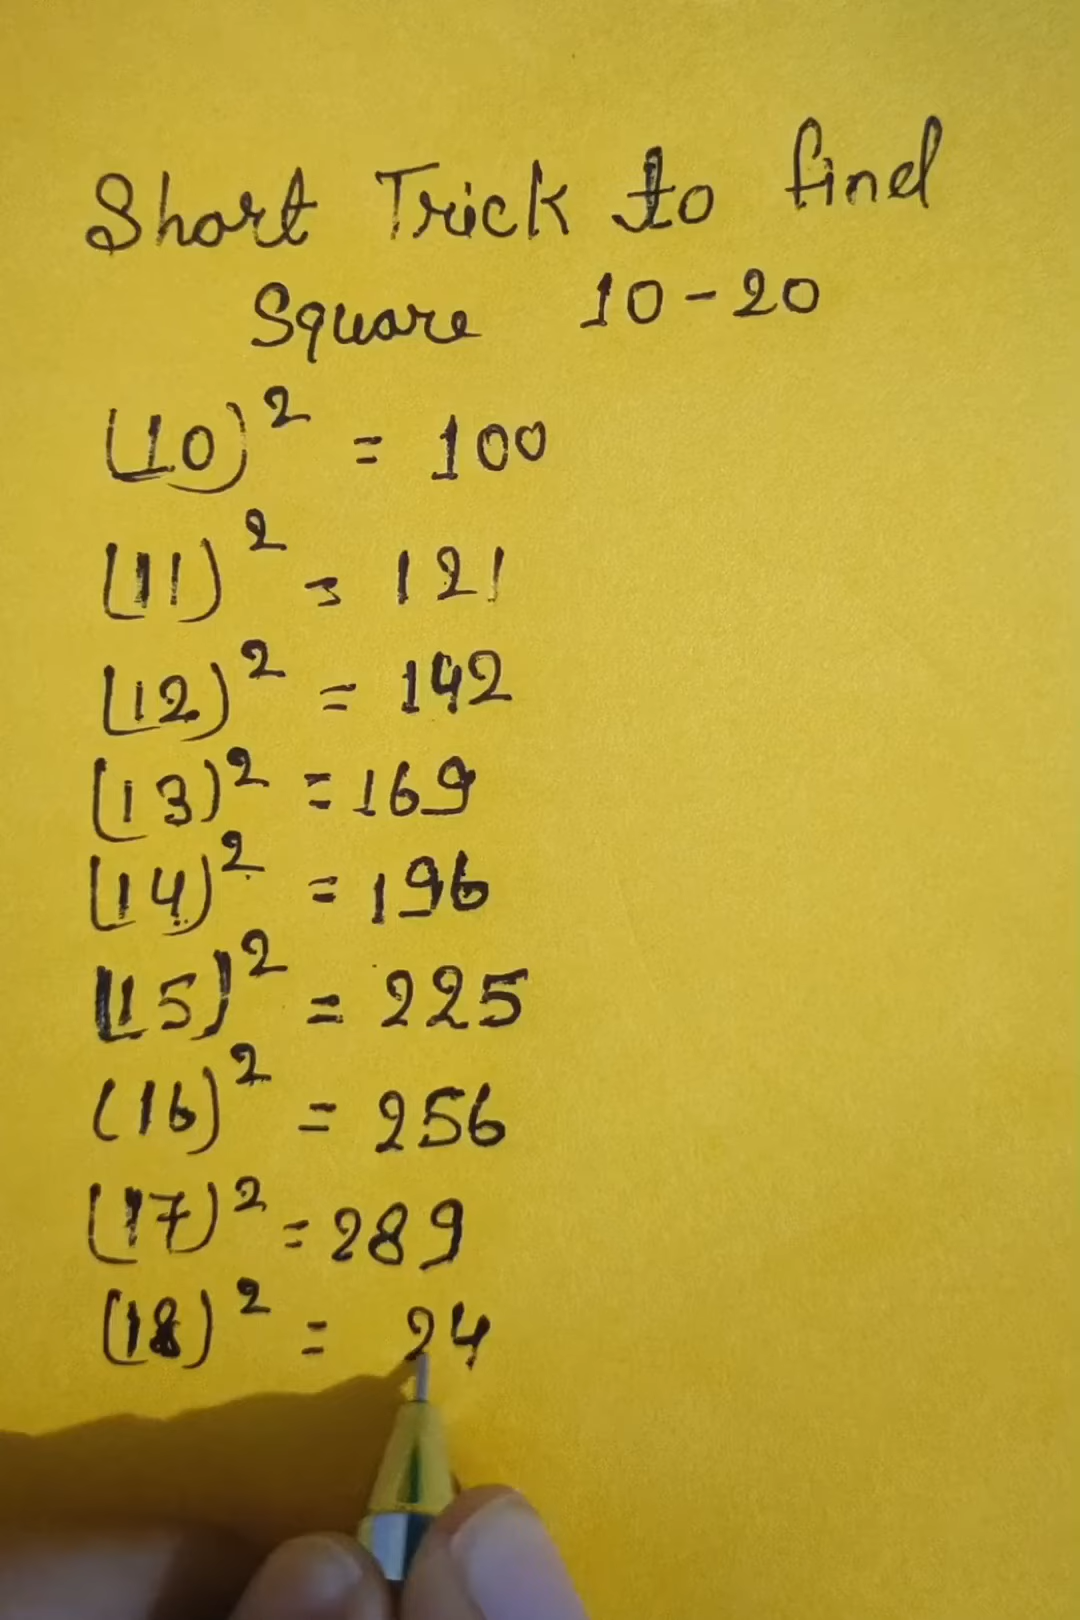 Short Trick to find
Square 10-20
(10)² = 100
(11)² = 121
(12)² = 142
(13)² = 169
(14)² = 196
(15)² = 225
(16)² = 256
(17)² = 289
(18)² = 24